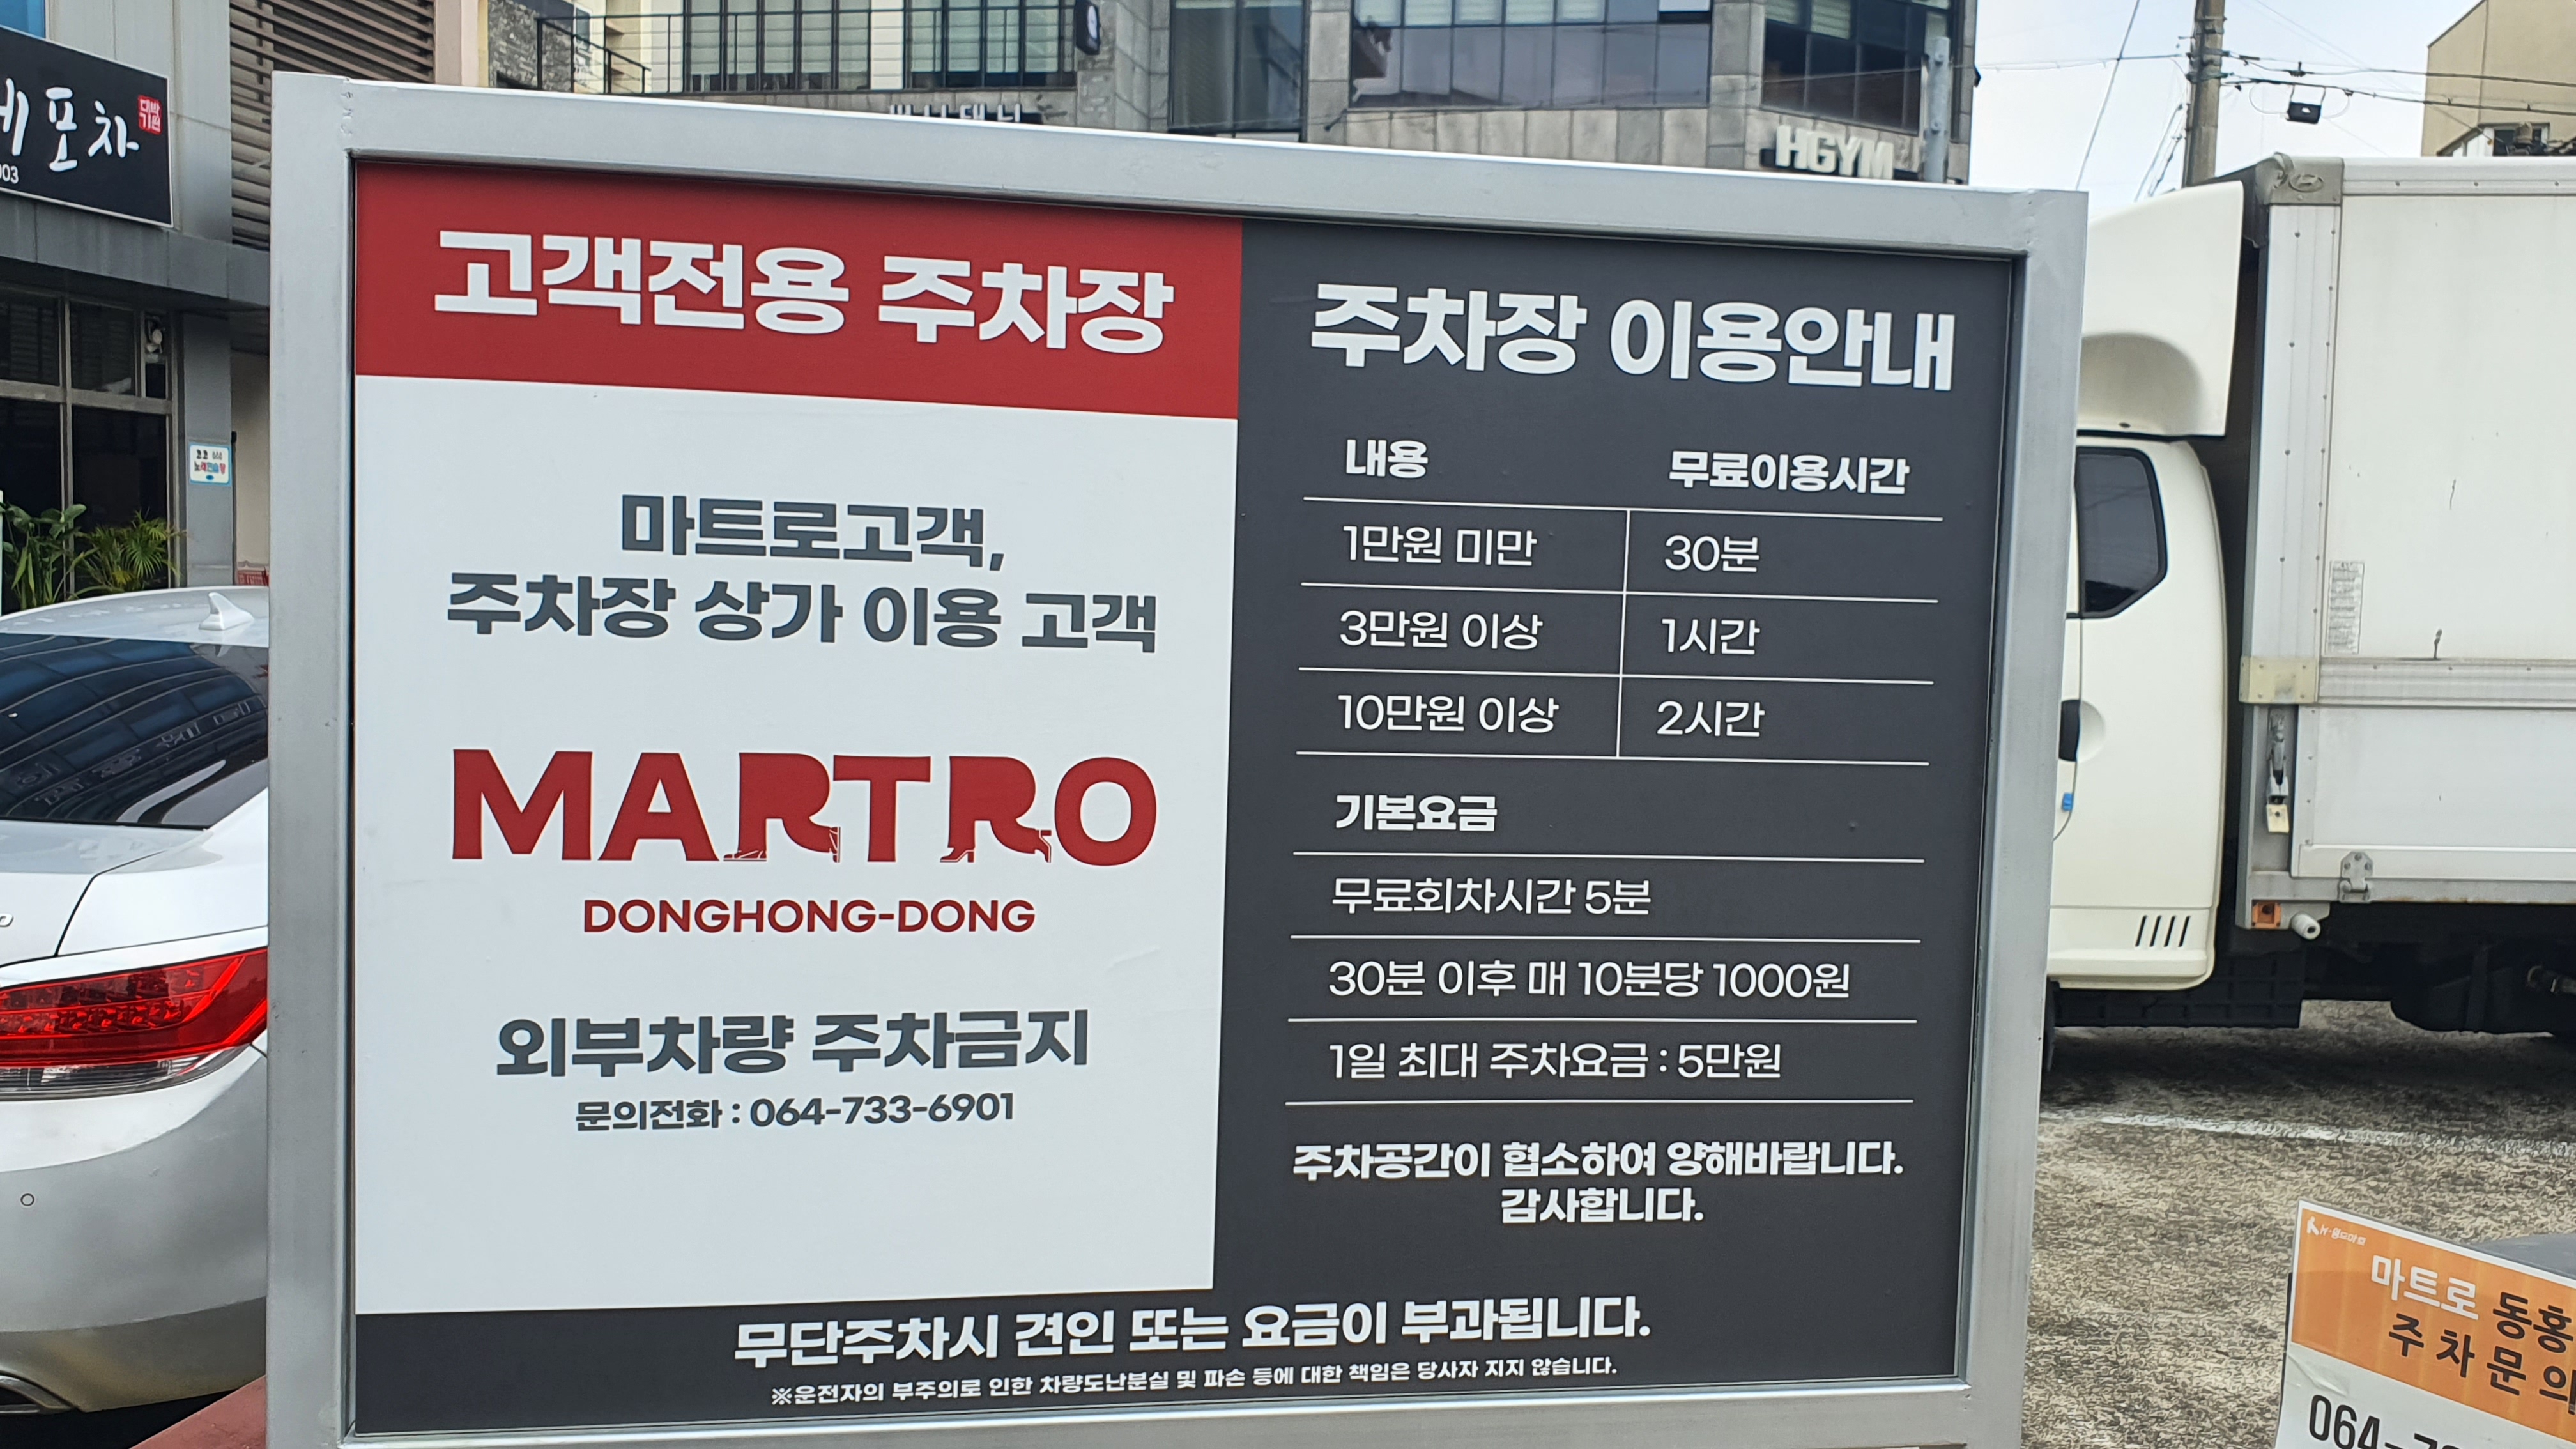 포차
고객전용 주차장
마트로고객,
주차장 상가 이용 고객
MARTRO
DONGHONG-DONG
외부차량 주차금지
문의전화 : 064-733-6901
주차장 이용안내
내용 무료이용시간
1만원 미만 30분
3만원 이상 1시간
10만원 이상 2시간
기본요금
무료회차시간 5분
30분 이후 매 10분당 1000원
1일 최대 주차요금 : 5만원
주차공간이 협소하여 양해바랍니다.
감사합니다.
무단주차시 견인 또는 요금이 부과됩니다.
※운전자의 부주의로 인한 차량도난분실 및 파손 등에 대한 책임은 당사자 지지 않습니다.
HGYM
마트로 동홍
주차문의
064-7